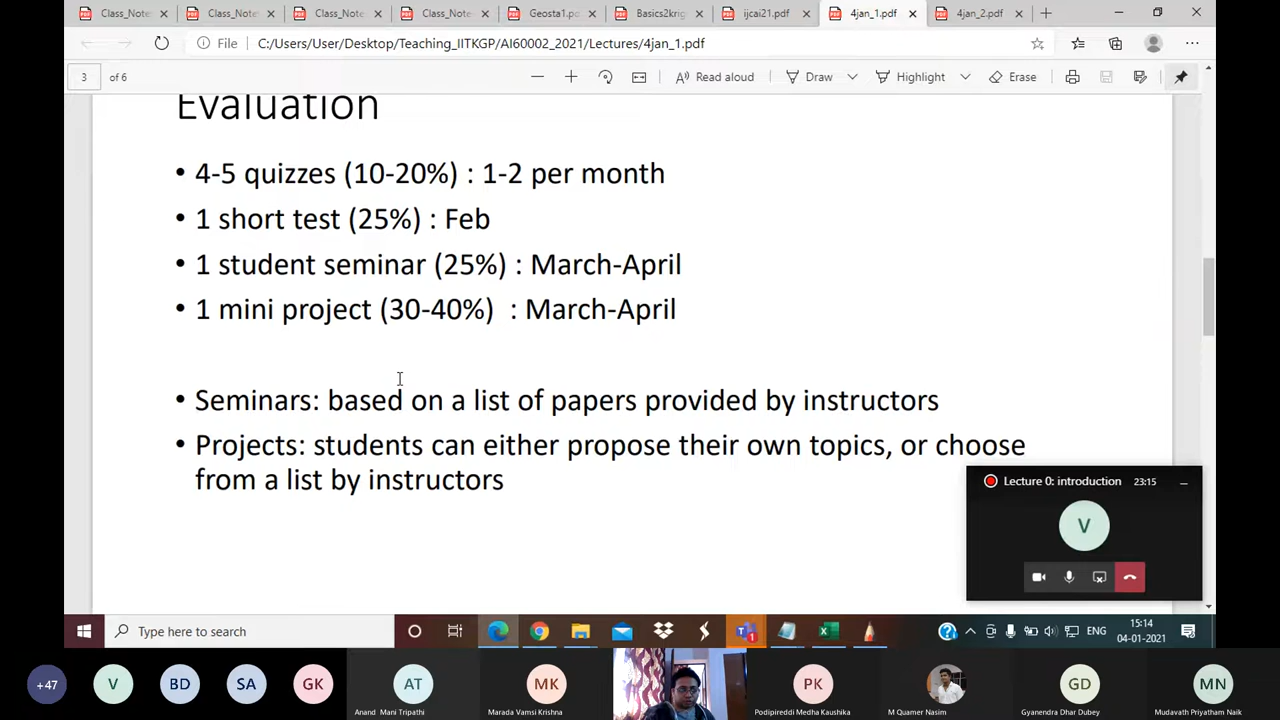 Class_Note
Class_Note
Class_Note
Class_Note
Geosta1.po
Basics2krig
ijcai21.pdf
4jan_1.pdf
4jan_2.pdf
File
C:/Users/User/Desktop/Teaching_IITKGP/AI60002_2021/Lectures/4jan_1.pdf
3 of 6
Read aloud
Draw
Highlight
Erase
Evaluation
• 4-5 quizzes (10-20%) : 1-2 per month
• 1 short test (25%) : Feb
• 1 student seminar (25%) : March-April
• 1 mini project (30-40%) : March-April
• Seminars: based on a list of papers provided by instructors
• Projects: students can either propose their own topics, or choose
from a list by instructors
Lecture 0: introduction 23:15
V
Type here to search
ENG
15:14
04-01-2021
+47 V BD SA GK AT MK PK GD MN
Anand Mani Tripathi
Marada Vamsi Krishna
Podipireddi Medha Kaushika
M Quamer Nasim
Gyanendra Dhar Dubey
Mudavath Priyatham Naik